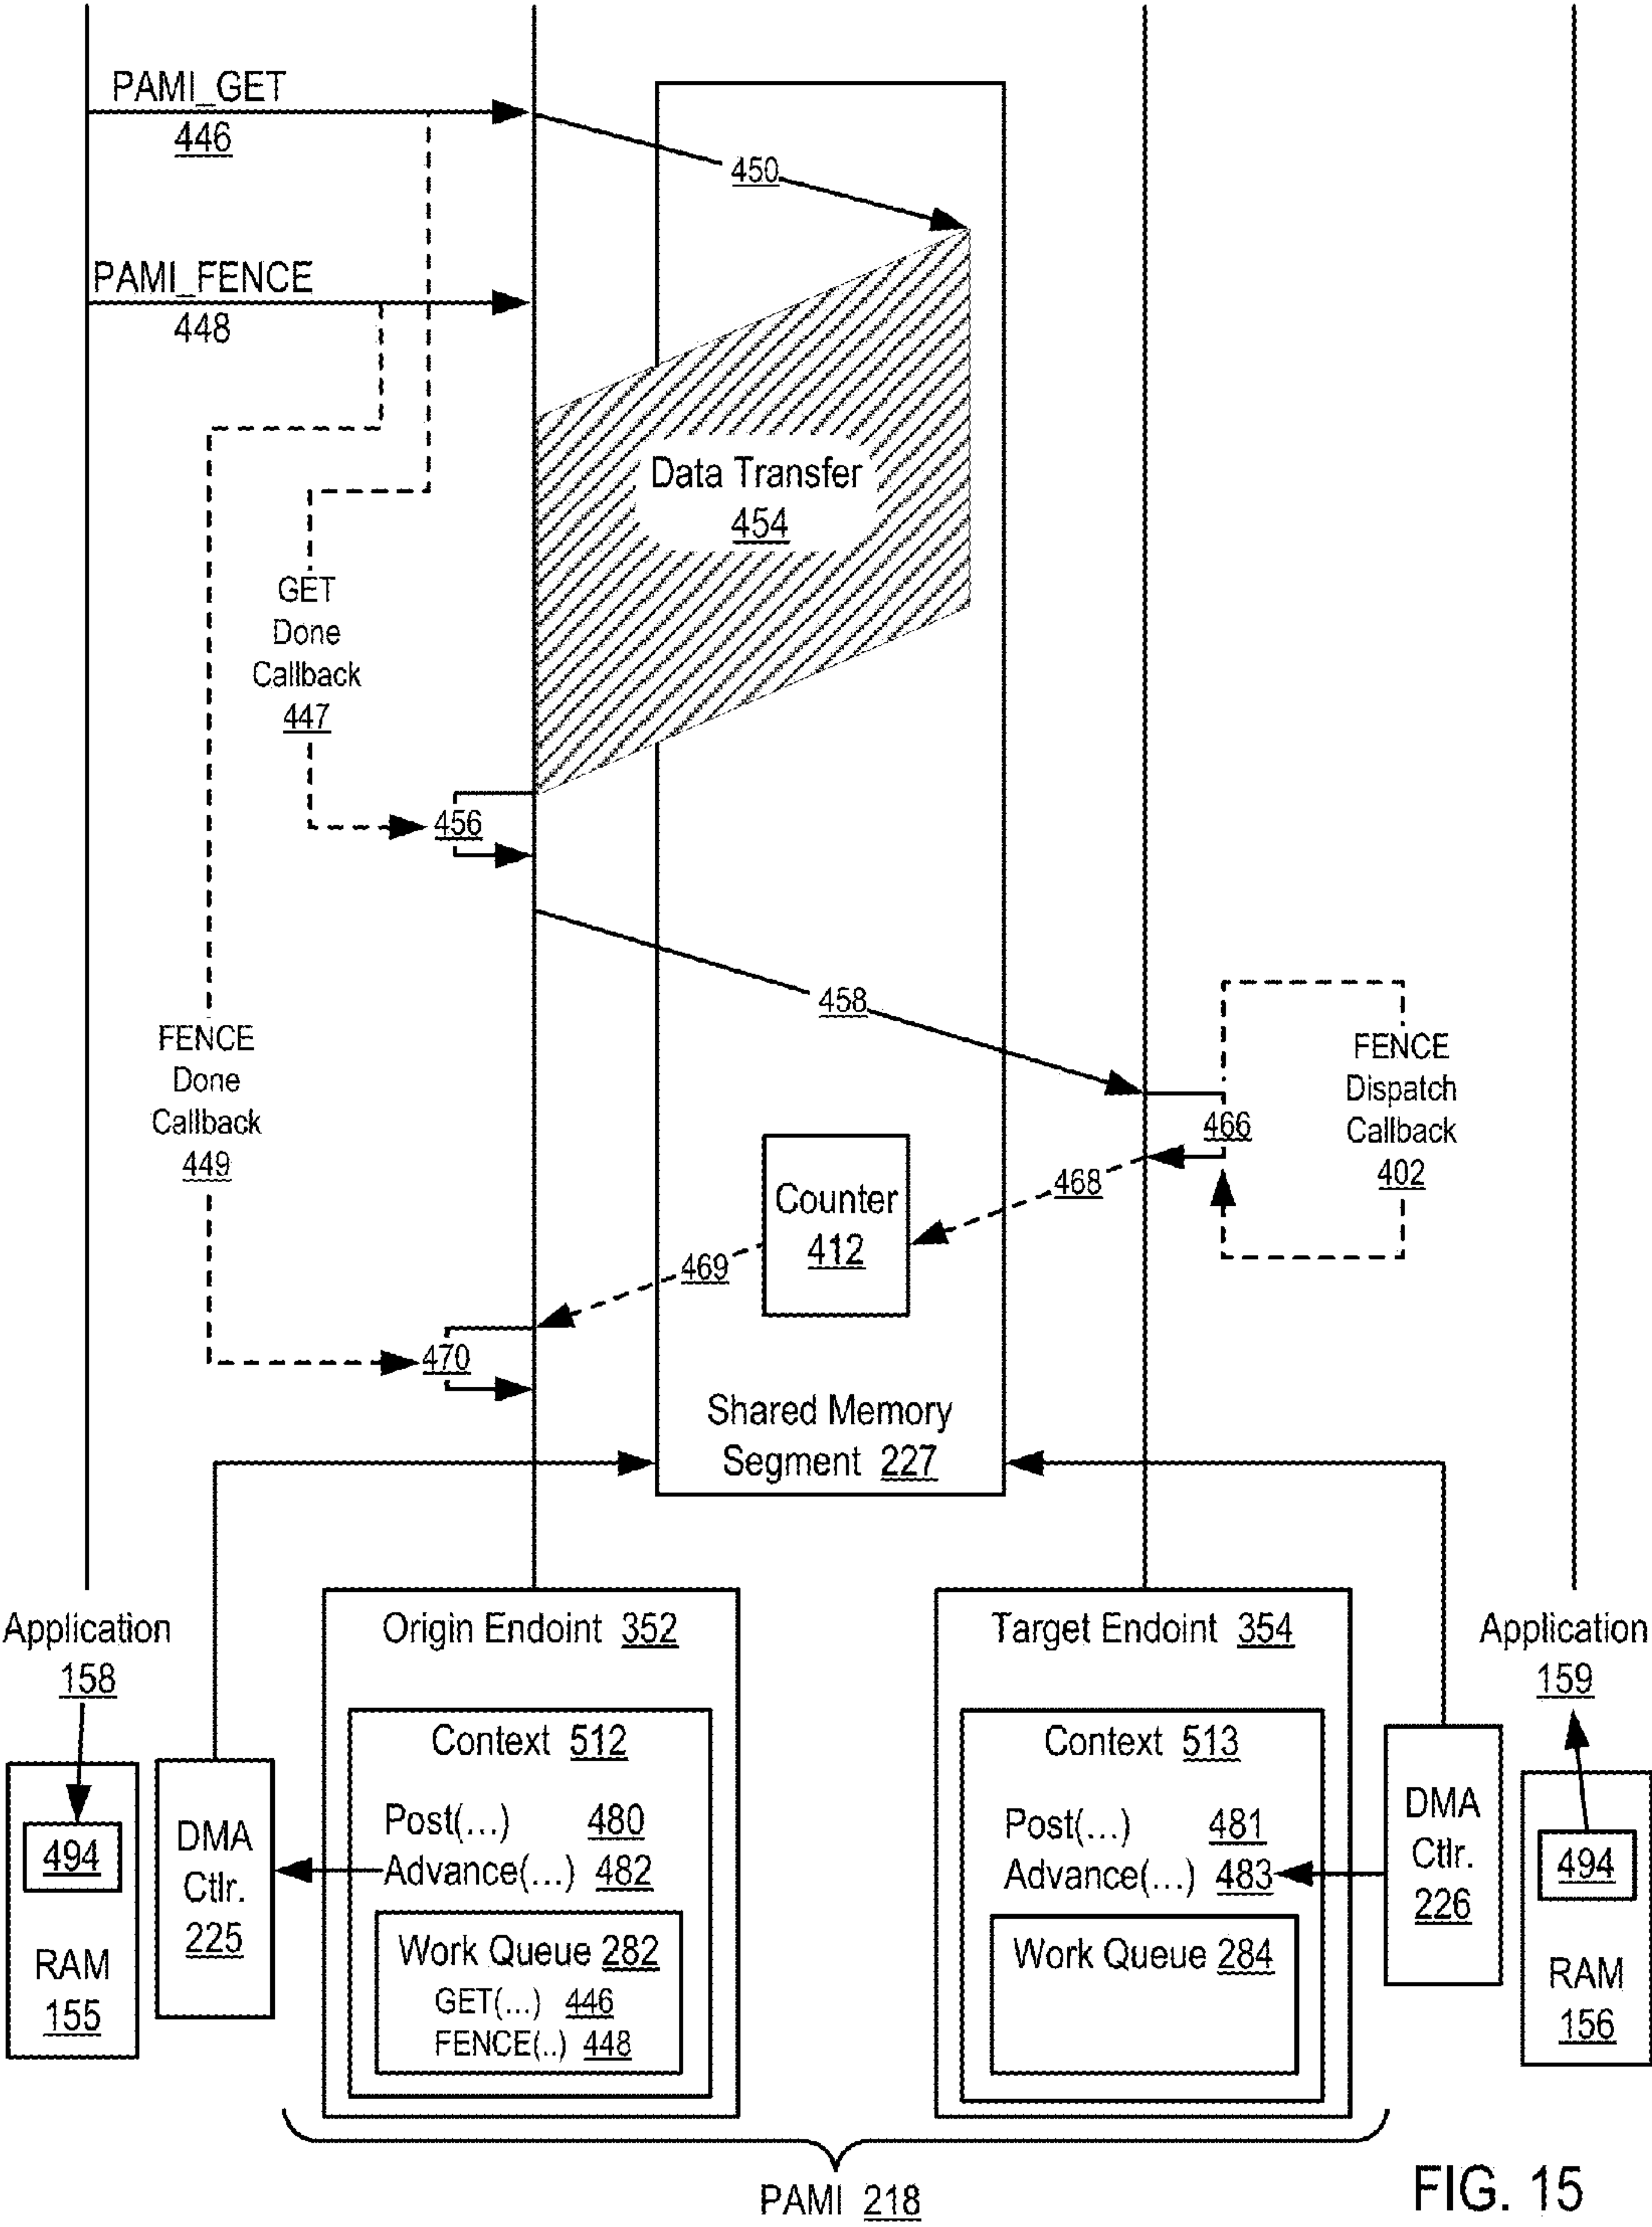 PAMI_GET
446
450
PAMI_FENCE
448
Data Transfer
454
GET
Done
Callback
447
456
458
FENCE
Done
Callback
449
FENCE
Dispatch
Callback
402
466
468
Counter
412
469
470
Shared Memory
Segment 227
Application
158
Origin Endoint 352
Target Endoint 354
Application
159
Context 512
Post(...) 480
Advance(...) 482
Work Queue 282
GET(...) 446
FENCE(..) 448
Context 513
Post(...) 481
Advance(...) 483
Work Queue 284
494
RAM
155
DMA
Ctlr.
225
DMA
Ctlr.
226
494
RAM
156
PAMI 218
FIG. 15